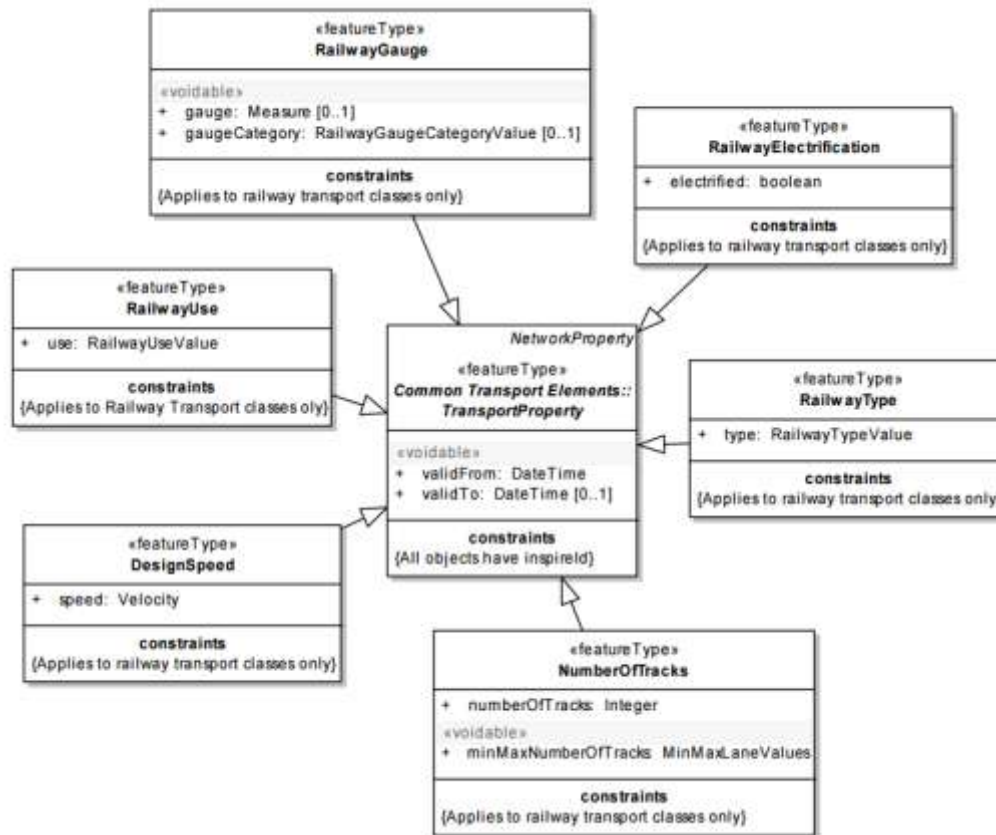 «featureType»
RailwayGauge
«voidable»
+ gauge: Measure [0..1]
+ gaugeCategory: RailwayGaugeCategoryValue [0..1]
constraints
{Applies to railway transport classes only}
«featureType»
RailwayElectrification
+ electrified: boolean
constraints
{Applies to railway transport classes only}
«featureType»
RailwayUse
+ use: RailwayUseValue
constraints
{Applies to Railway Transport classes oly}
NetworkProperty
«featureType»
Common Transport Elements::
TransportProperty
«voidable»
+ validFrom: DateTime
+ validTo: DateTime [0..1]
constraints
{All objects have inspireId}
«featureType»
RailwayType
+ type: RailwayTypeValue
constraints
{Applies to railway transport classes only
«featureType»
DesignSpeed
+ speed: Velocity
constraints
{Applies to railway transport classes only}
«featureType»
NumberOfTracks
+ numberOfTracks: Integer
«voidable»
+ minMaxNumberOfTracks: MinMaxLaneValues
constraints
{Applies to railway transport classes only}